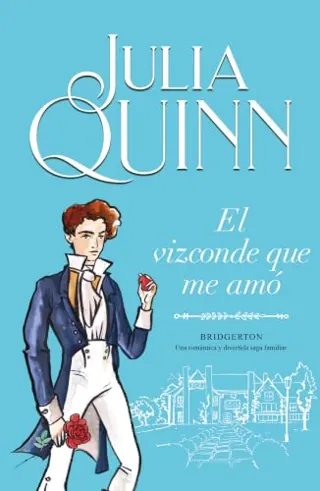 JULIA
QUINN
El
vizconde que
me amó
BRIDGERTON
Una romántica y divertida saga familiar